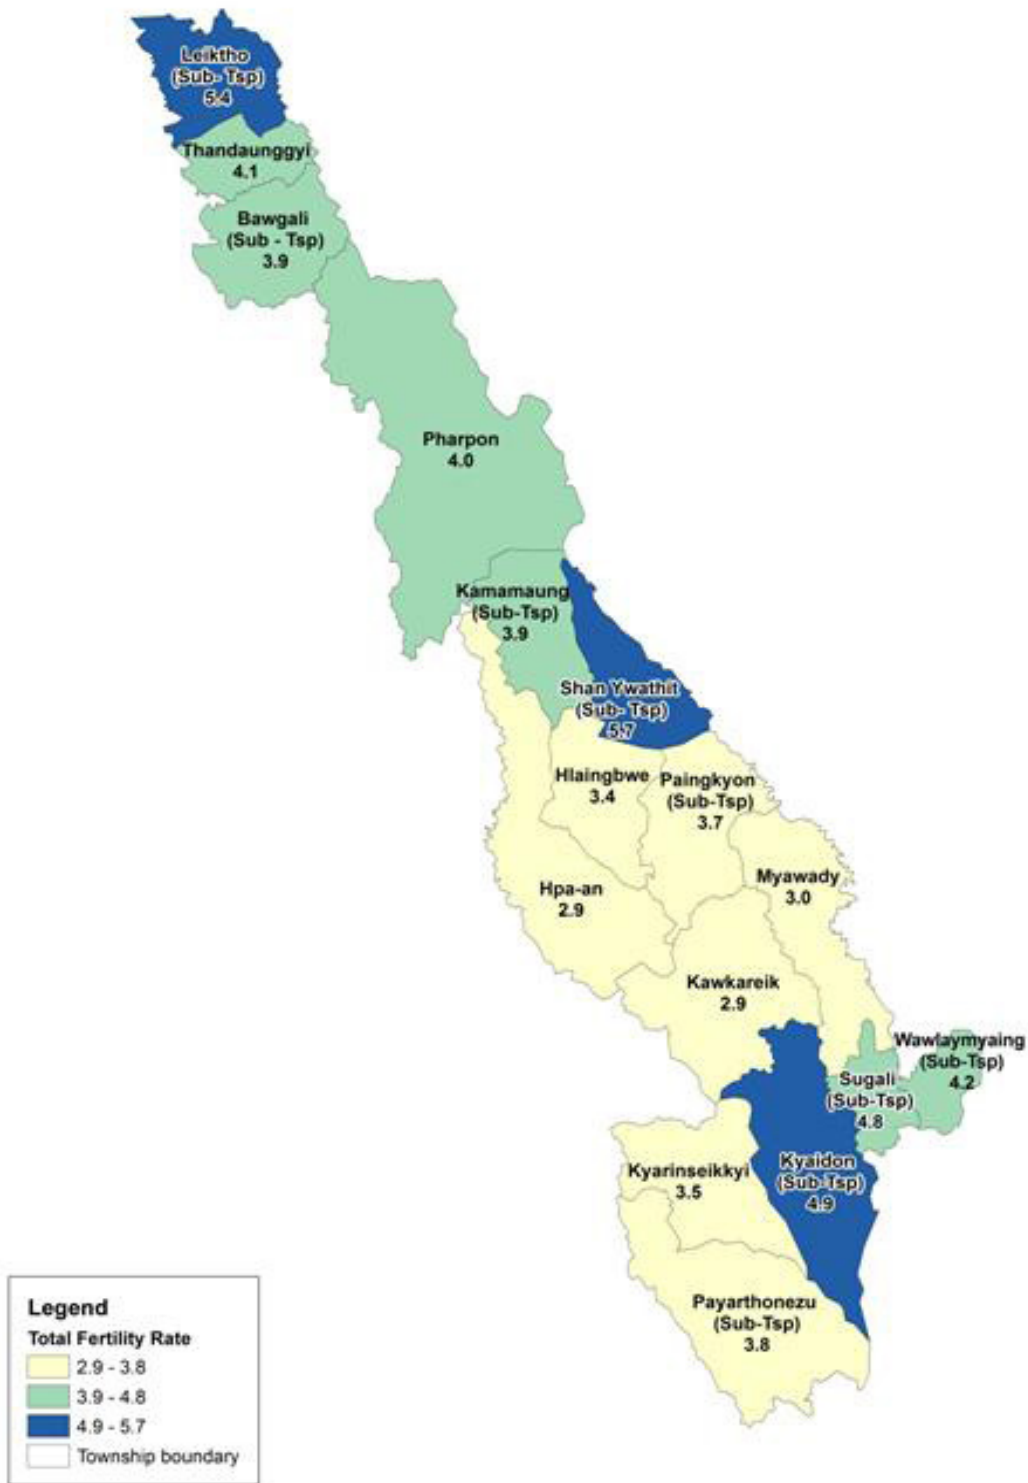 Leiktho
(Sub- Tsp)
5.4
Thandaunggyi
4.1
Bawgali
(Sub - Tsp)
3.9
Pharpon
4.0
Kamamaung
(Sub-Tsp)
3.9
Shan Ywathit
(Sub- Tsp)
5.7
Hlaingbwe
3.4
Paingkyon
(Sub-Tsp)
3.7
Hpa-an
2.9
Myawady
3.0
Kawkareik
2.9
Wawlaymyaing
(Sub-Tsp)
4.2
Sugali
(Sub-Tsp)
4.8
Kyaidon
(Sub-Tsp)
4.9
Kyarinseikkyi
3.5
Payarthonezu
(Sub-Tsp)
3.8
Legend
Total Fertility Rate
2.9 - 3.8
3.9 - 4.8
4.9 - 5.7
Township boundary